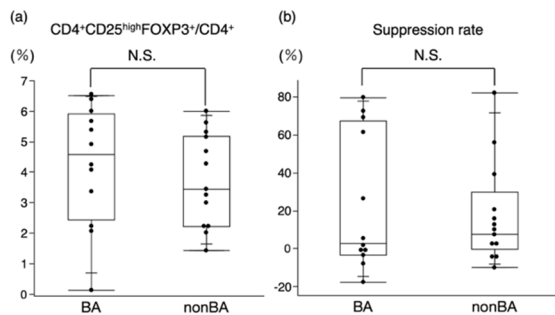 (a)
CD4⁺CD25ʰⁱᵍʰFOXP3⁺/CD4⁺
(%)
N.S.
7
6
5
4
3
2
1
0
BA nonBA
(b)
Suppression rate
(%)
N.S.
80
60
40
20
0
-20
BA nonBA